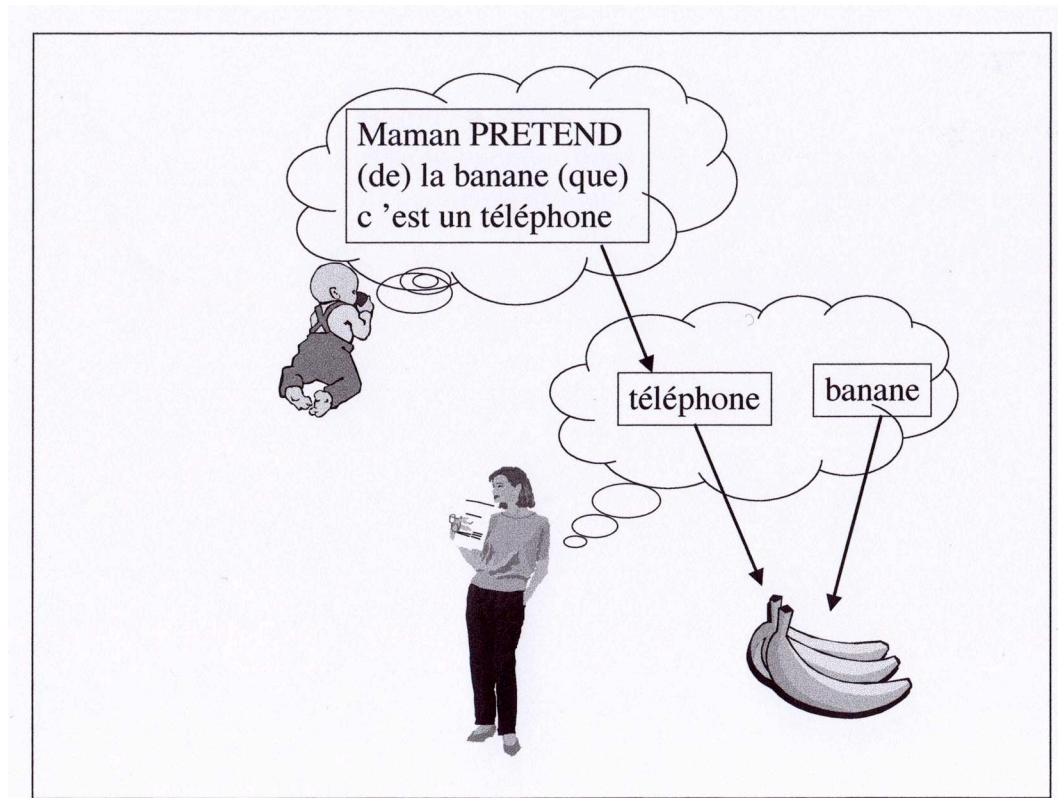 Maman PRETEND
(de) la banane (que)
c ’est un téléphone
téléphone
banane